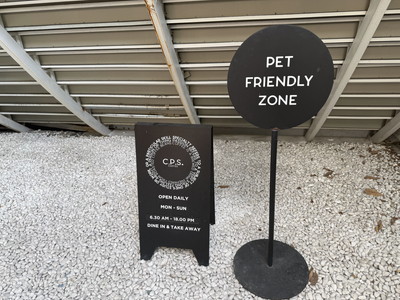 PET
FRIENDLY
ZONE
C.P.S.
OPEN DAILY
MON - SUN
6.30 AM - 18.00 PM
DINE IN & TAKE AWAY